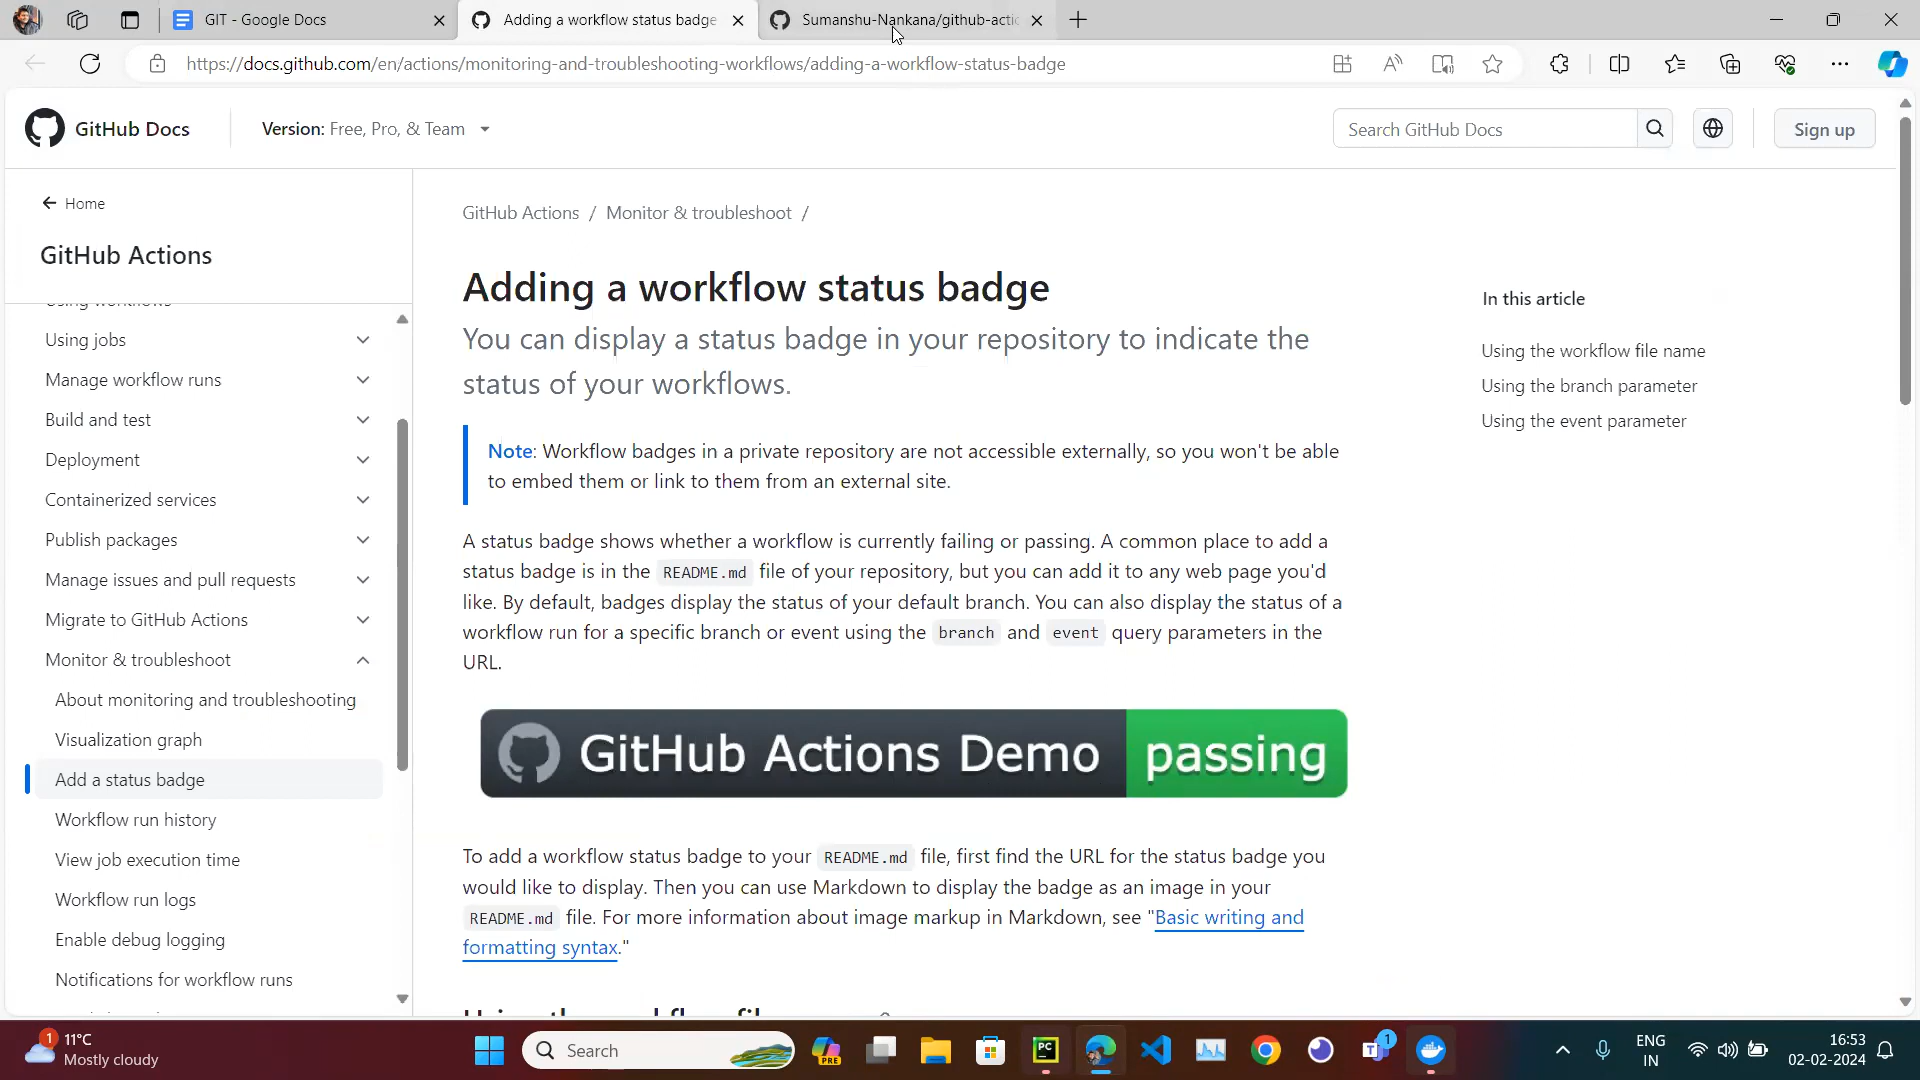 GIT - Google Docs
Adding a workflow status badge
Sumanshu-Nankana/github-actic
https://docs.github.com/en/actions/monitoring-and-troubleshooting-workflows/adding-a-workflow-status-badge
GitHub Docs
Version: Free, Pro, & Team
Search GitHub Docs
Sign up
Home
GitHub Actions
Using jobs
Manage workflow runs
Build and test
Deployment
Containerized services
Publish packages
Manage issues and pull requests
Migrate to GitHub Actions
Monitor & troubleshoot
About monitoring and troubleshooting
Visualization graph
Add a status badge
Workflow run history
View job execution time
Workflow run logs
Enable debug logging
Notifications for workflow runs
GitHub Actions / Monitor & troubleshoot /
Adding a workflow status badge
You can display a status badge in your repository to indicate the
status of your workflows.
Note: Workflow badges in a private repository are not accessible externally, so you won't be able
to embed them or link to them from an external site.
A status badge shows whether a workflow is currently failing or passing. A common place to add a
status badge is in the README.md file of your repository, but you can add it to any web page you'd
like. By default, badges display the status of your default branch. You can also display the status of a
workflow run for a specific branch or event using the branch and event query parameters in the
URL.
GitHub Actions Demo passing
To add a workflow status badge to your README.md file, first find the URL for the status badge you
would like to display. Then you can use Markdown to display the badge as an image in your
README.md file. For more information about image markup in Markdown, see "Basic writing and
formatting syntax."
In this article
Using the workflow file name
Using the branch parameter
Using the event parameter
1
11°C
Mostly cloudy
Search
PRE
PC
1
ENG
IN
16:53
02-02-2024